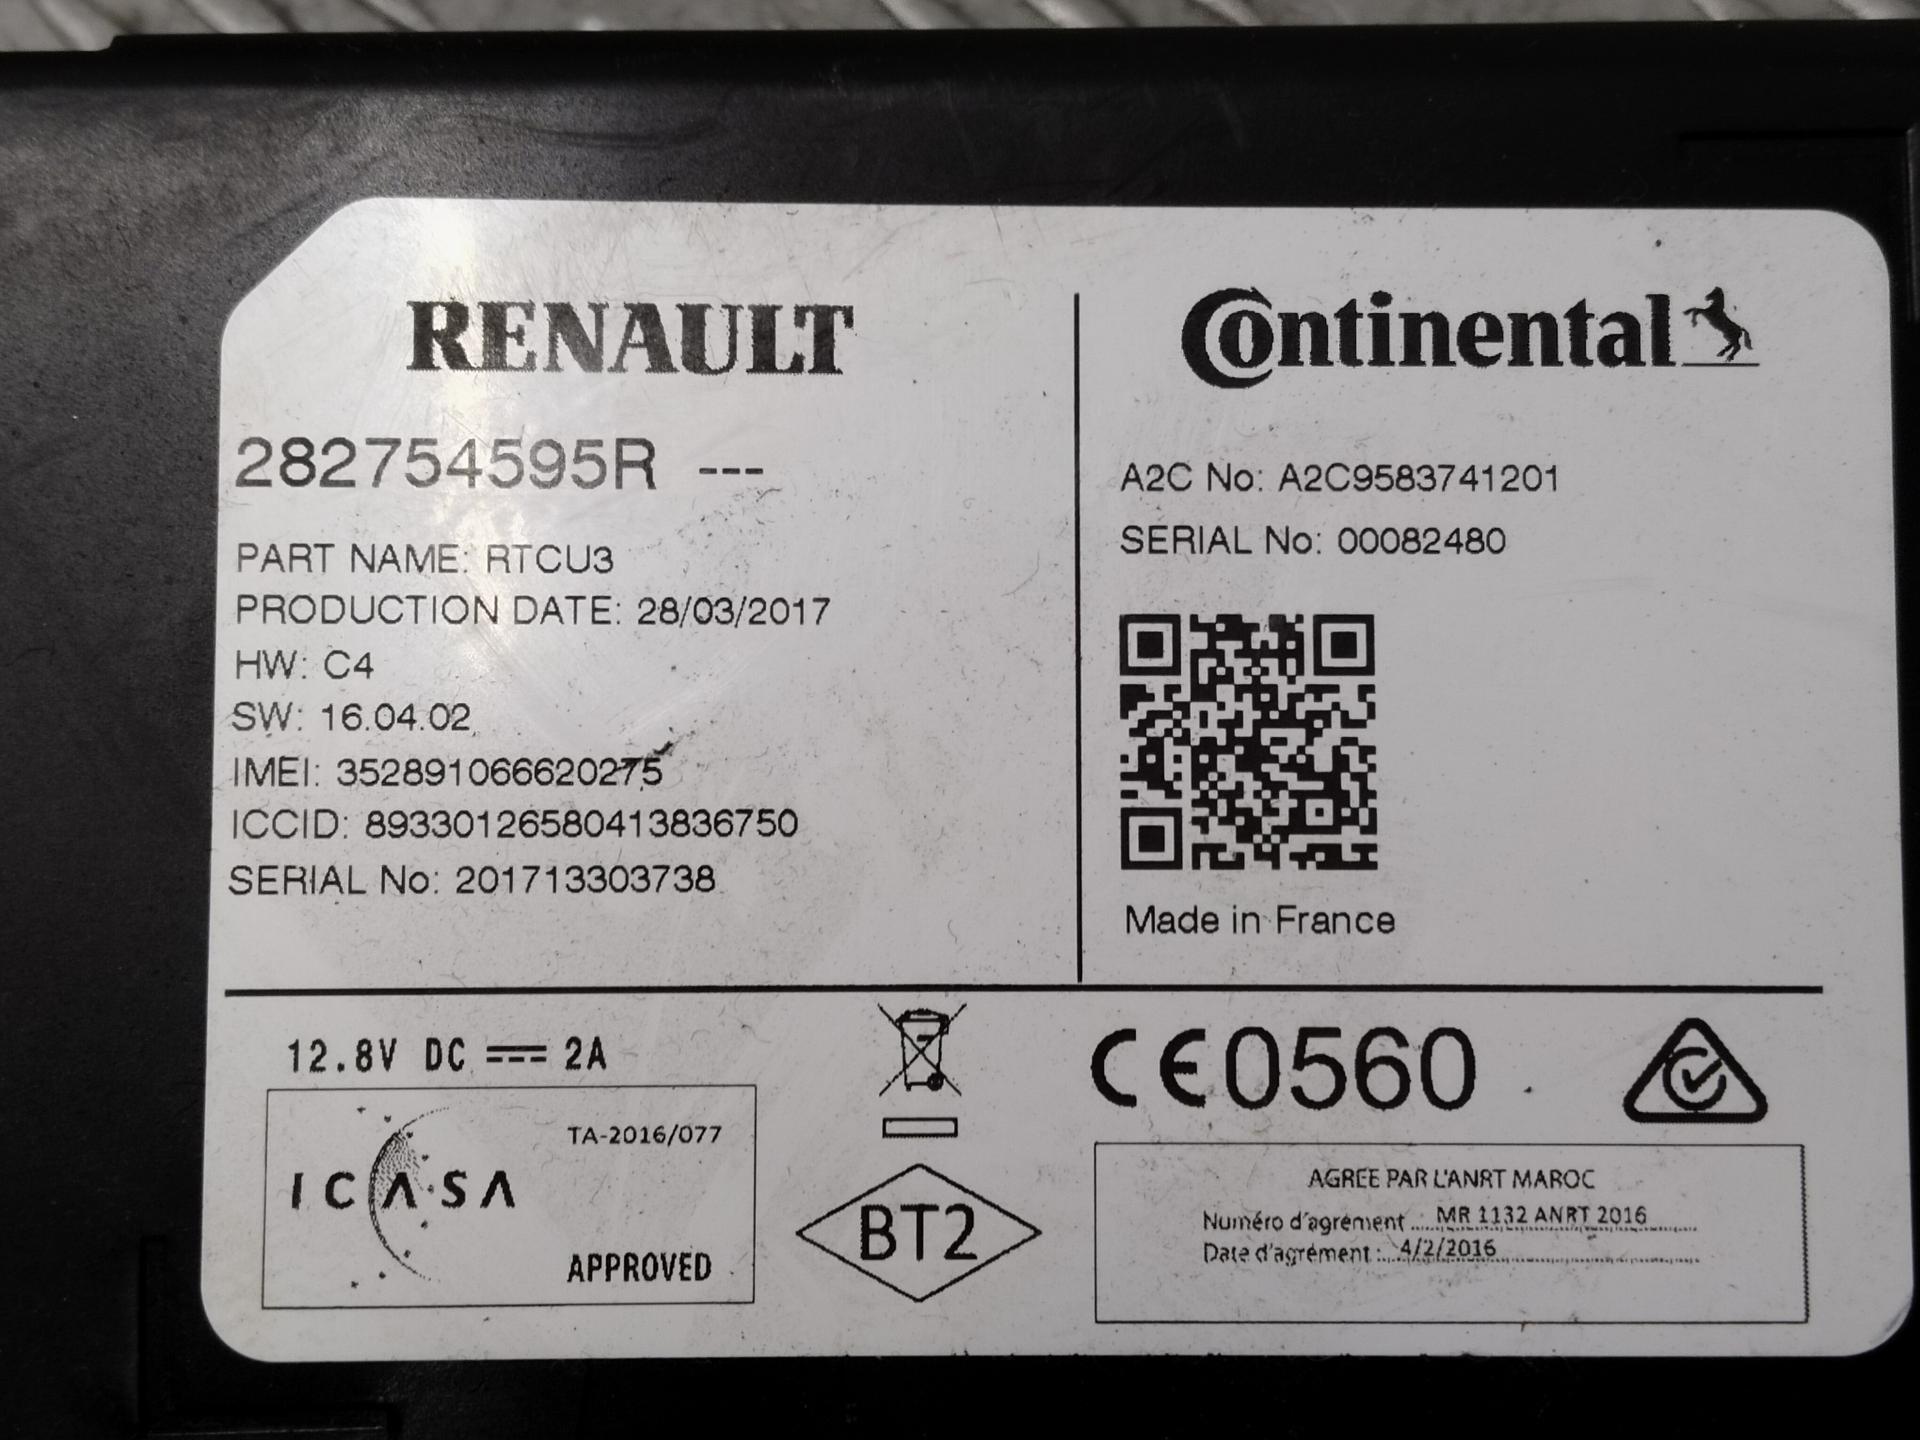 RENAULT
282754595R ---
PART NAME: RTCU3
PRODUCTION DATE: 28/03/2017
HW: C4
SW: 16.04.02
IMEI: 352891066620275
ICCID: 89330126580413836750
SERIAL No: 201713303738
Continental
A2C No: A2C9583741201
SERIAL No: 00082480
Made in France
12.8V DC 2A
ICASA
TA-2016/077
APPROVED
BT2
CE0560
AGREE PAR L'ANRT MAROC
Numéro d'agrément ... MR 1132 ANRT 2016
Date d'agrément : .. 4/2/2016